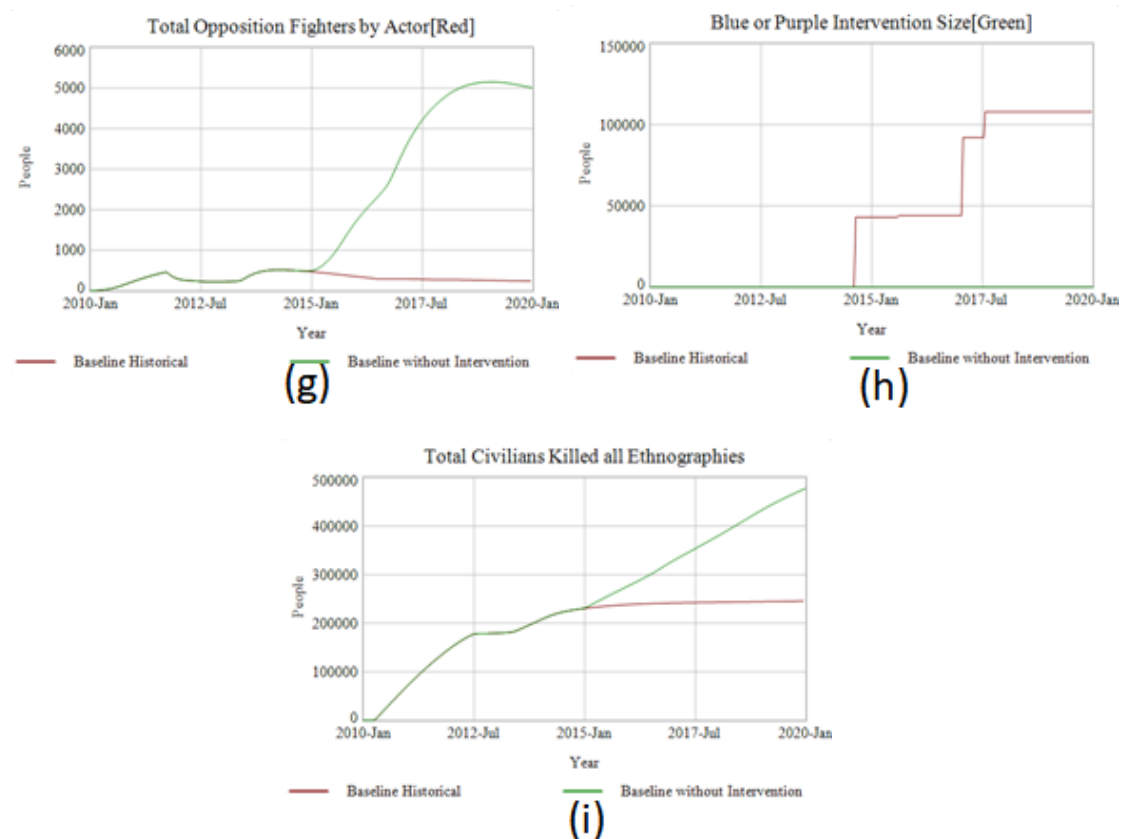 Total Opposition Fighters by Actor[Red]
6000
5000
4000
3000
2000
1000
0
People
2010-Jan 2012-Jul 2015-Jan 2017-Jul 2020-Jan
Year
Baseline Historical Baseline without Intervention
(g)
Blue or Purple Intervention Size[Green]
150000
100000
50000
0
People
2010-Jan 2012-Jul 2015-Jan 2017-Jul 2020-Jan
Year
Baseline Historical Baseline without Intervention
(h)
Total Civilians Killed all Ethnographies
500000
400000
300000
200000
100000
0
People
2010-Jan 2012-Jul 2015-Jan 2017-Jul 2020-Jan
Year
Baseline Historical Baseline without Intervention
(i)